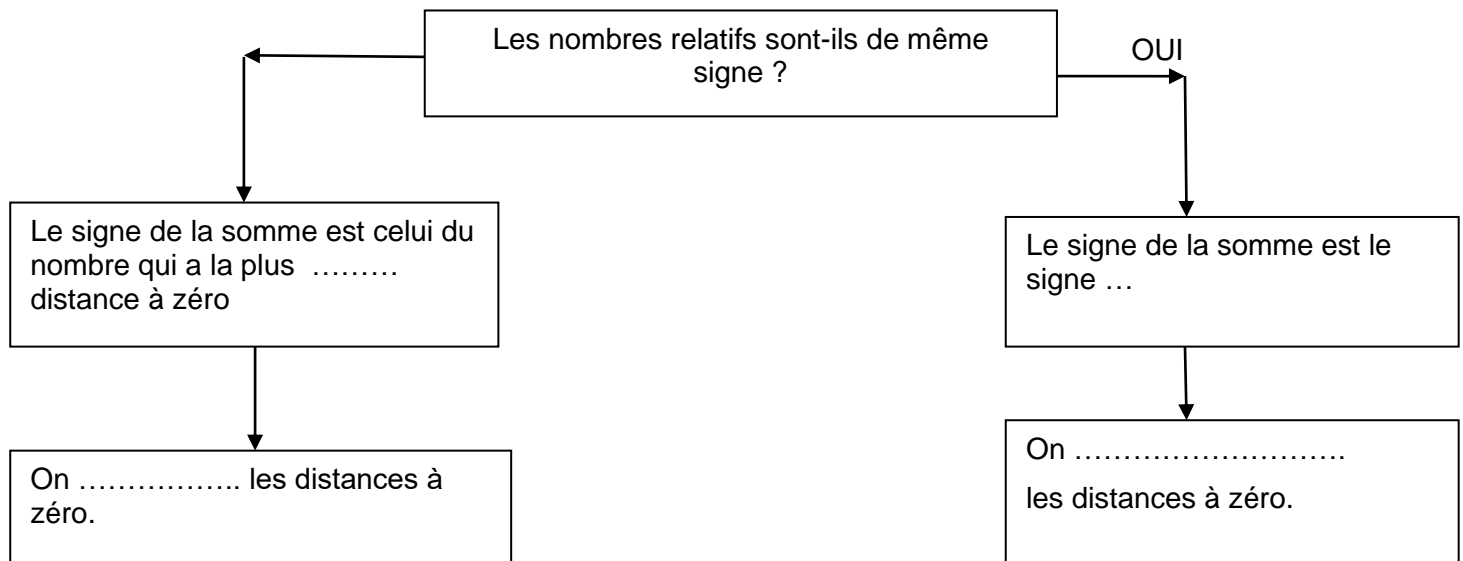 Les nombres relatifs sont-ils de même
signe ?
OUI
Le signe de la somme est celui du
nombre qui a la plus ………
distance à zéro
Le signe de la somme est le
signe …
On …………….. les distances à
zéro.
On ……………………….
les distances à zéro.